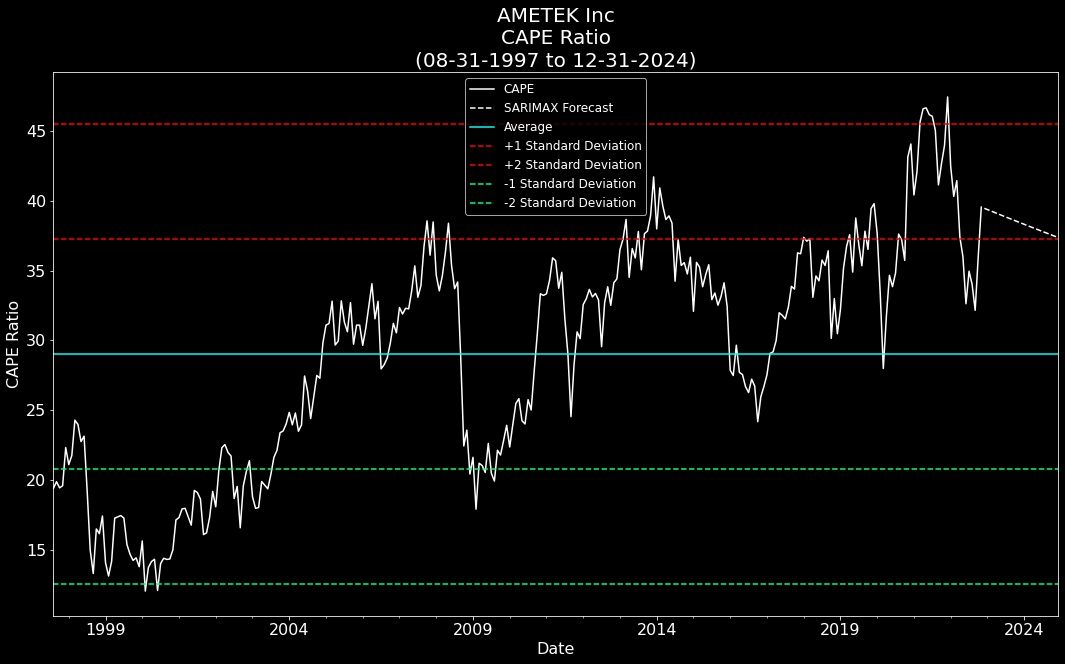 AMETEK Inc
CAPE Ratio
(08-31-1997 to 12-31-2024)
CAPE
SARIMAX Forecast
Average
+1 Standard Deviation
+2 Standard Deviation
-1 Standard Deviation
-2 Standard Deviation
CAPE Ratio
45
40
35
30
25
20
15
1999
2004
2009
2014
2019
2024
Date